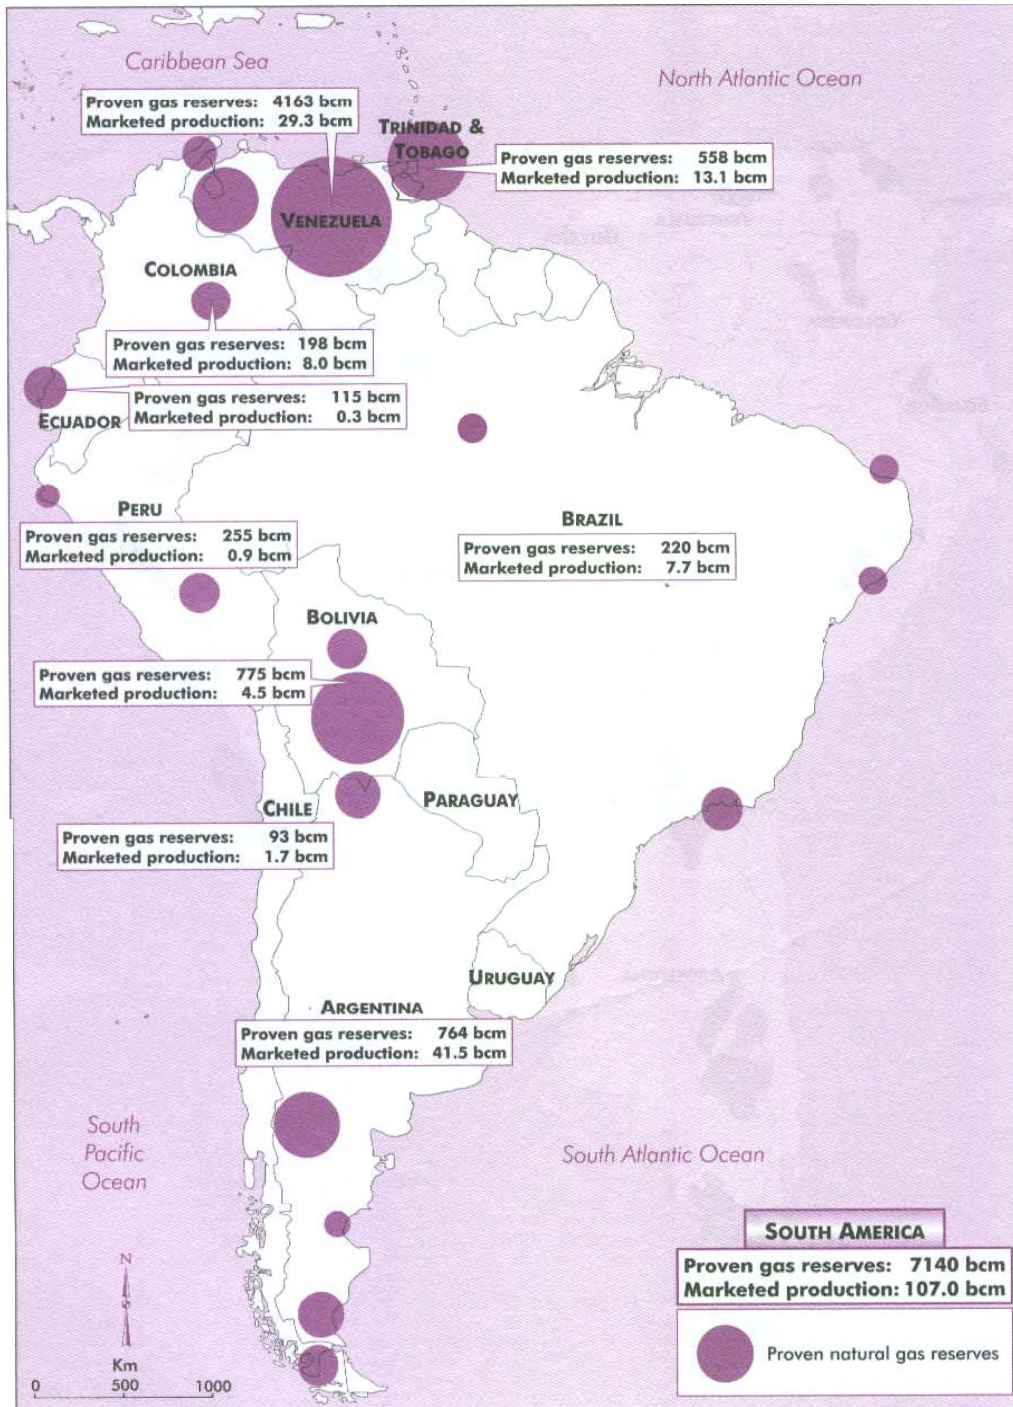 Caribbean Sea
North Atlantic Ocean
Proven gas reserves: 4163 bcm
Marketed production: 29.3 bcm
TRINIDAD &
TOBAGO
Proven gas reserves: 558 bcm
Marketed production: 13.1 bcm
VENEZUELA
COLOMBIA
Proven gas reserves: 198 bcm
Marketed production: 8.0 bcm
Proven gas reserves: 115 bcm
Marketed production: 0.3 bcm
ECUADOR
PERU
Proven gas reserves: 255 bcm
Marketed production: 0.9 bcm
BRAZIL
Proven gas reserves: 220 bcm
Marketed production: 7.7 bcm
BOLIVIA
Proven gas reserves: 775 bcm
Marketed production: 4.5 bcm
PARAGUAY
CHILE
Proven gas reserves: 93 bcm
Marketed production: 1.7 bcm
URUGUAY
ARGENTINA
Proven gas reserves: 764 bcm
Marketed production: 41.5 bcm
South
Pacific
Ocean
South Atlantic Ocean
SOUTH AMERICA
Proven gas reserves: 7140 bcm
Marketed production: 107.0 bcm
Proven natural gas reserves
N
Km
0 500 1000